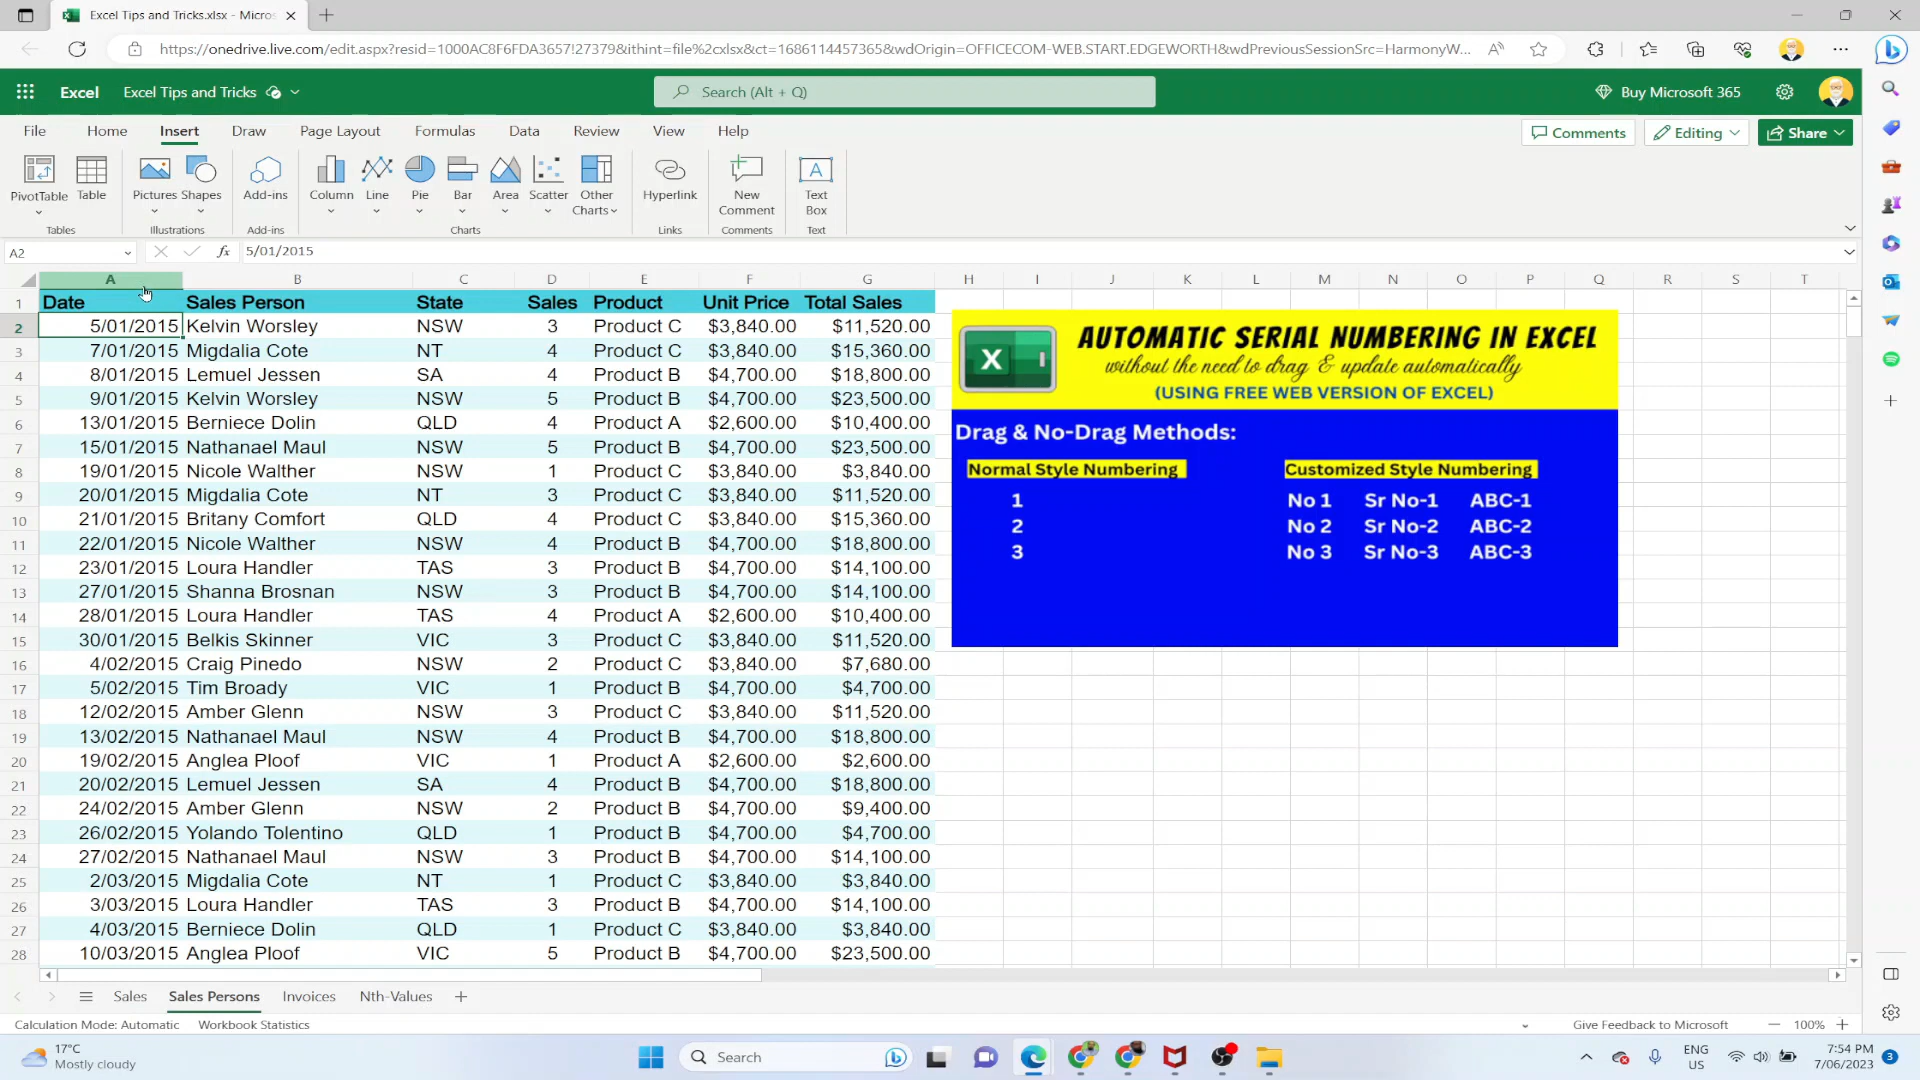 Excel Tips and Tricks.xlsx - Micros
https://onedrive.live.com/edit.aspx?resid=1000AC8F6FDA3657!27379&ithint=file%2cxlsx&ct=1686114457365&wdOrigin=OFFICECOM-WEB.START.EDGEWORTH&wdPreviousSessionSrc=HarmonyW...
Excel Excel Tips and Tricks Search (Alt + Q) Buy Microsoft 365
File Home Insert Draw Page Layout Formulas Data Review View Help Comments Editing Share
PivotTable Table Pictures Shapes Add-ins Column Line Pie Bar Area Scatter Other Charts Hyperlink New Comment Text Box
Tables Illustrations Add-ins Charts Links Comments Text
A2 fx 5/01/2015
A B C D E F G H I J K L M N O P Q R S T
1 Date Sales Person State Sales Product Unit Price Total Sales
2 5/01/2015 Kelvin Worsley NSW 3 Product C $3,840.00 $11,520.00
3 7/01/2015 Migdalia Cote NT 4 Product C $3,840.00 $15,360.00
4 8/01/2015 Lemuel Jessen SA 4 Product B $4,700.00 $18,800.00
5 9/01/2015 Kelvin Worsley NSW 5 Product B $4,700.00 $23,500.00
6 13/01/2015 Berniece Dolin QLD 4 Product A $2,600.00 $10,400.00
7 15/01/2015 Nathanael Maul NSW 5 Product B $4,700.00 $23,500.00
8 19/01/2015 Nicole Walther NSW 1 Product C $3,840.00 $3,840.00
9 20/01/2015 Migdalia Cote NT 3 Product C $3,840.00 $11,520.00
10 21/01/2015 Britany Comfort QLD 4 Product C $3,840.00 $15,360.00
11 22/01/2015 Nicole Walther NSW 4 Product B $4,700.00 $18,800.00
12 23/01/2015 Loura Handler TAS 3 Product B $4,700.00 $14,100.00
13 27/01/2015 Shanna Brosnan NSW 3 Product B $4,700.00 $14,100.00
14 28/01/2015 Loura Handler TAS 4 Product A $2,600.00 $10,400.00
15 30/01/2015 Belkis Skinner VIC 3 Product C $3,840.00 $11,520.00
16 4/02/2015 Craig Pinedo NSW 2 Product C $3,840.00 $7,680.00
17 5/02/2015 Tim Broady VIC 1 Product B $4,700.00 $4,700.00
18 12/02/2015 Amber Glenn NSW 3 Product C $3,840.00 $11,520.00
19 13/02/2015 Nathanael Maul NSW 4 Product B $4,700.00 $18,800.00
20 19/02/2015 Anglea Ploof VIC 1 Product A $2,600.00 $2,600.00
21 20/02/2015 Lemuel Jessen SA 4 Product B $4,700.00 $18,800.00
22 24/02/2015 Amber Glenn NSW 2 Product B $4,700.00 $9,400.00
23 26/02/2015 Yolando Tolentino QLD 1 Product B $4,700.00 $4,700.00
24 27/02/2015 Nathanael Maul NSW 3 Product B $4,700.00 $14,100.00
25 2/03/2015 Migdalia Cote NT 1 Product C $3,840.00 $3,840.00
26 3/03/2015 Loura Handler TAS 3 Product B $4,700.00 $14,100.00
27 4/03/2015 Berniece Dolin QLD 1 Product C $3,840.00 $3,840.00
28 10/03/2015 Anglea Ploof VIC 5 Product B $4,700.00 $23,500.00
X AUTOMATIC SERIAL NUMBERING IN EXCEL
without the need to drag & update automatically
(USING FREE WEB VERSION OF EXCEL)
Drag & No-Drag Methods:
Normal Style Numbering Customized Style Numbering
1 No 1 Sr No-1 ABC-1
2 No 2 Sr No-2 ABC-2
3 No 3 Sr No-3 ABC-3
Sales Sales Persons Invoices Nth-Values
Calculation Mode: Automatic Workbook Statistics Give Feedback to Microsoft 100%
17°C
Mostly cloudy
Search
ENG
US
7:54 PM
7/06/2023
3